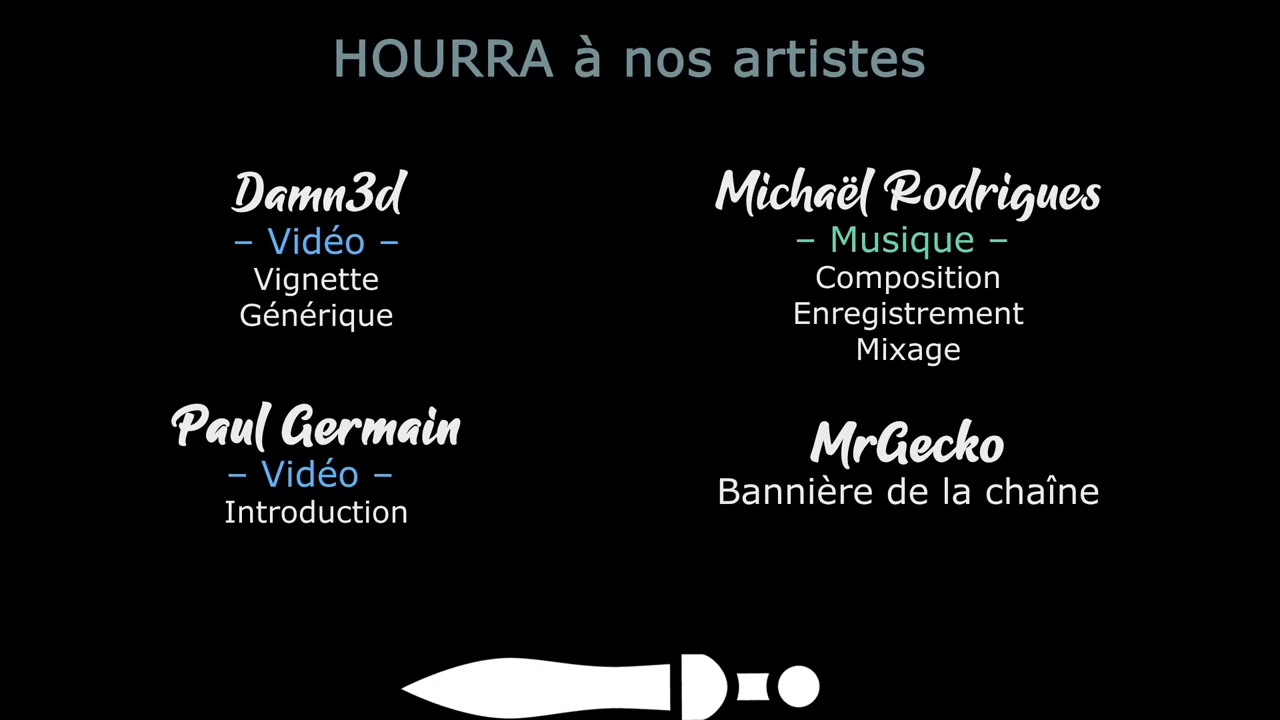 HOURRA à nos artistes
Damn3d
– Vidéo –
Vignette
Générique
Michaël Rodrigues
– Musique –
Composition
Enregistrement
Mixage
Paul Germain
– Vidéo –
Introduction
MrGecko
Bannière de la chaîne